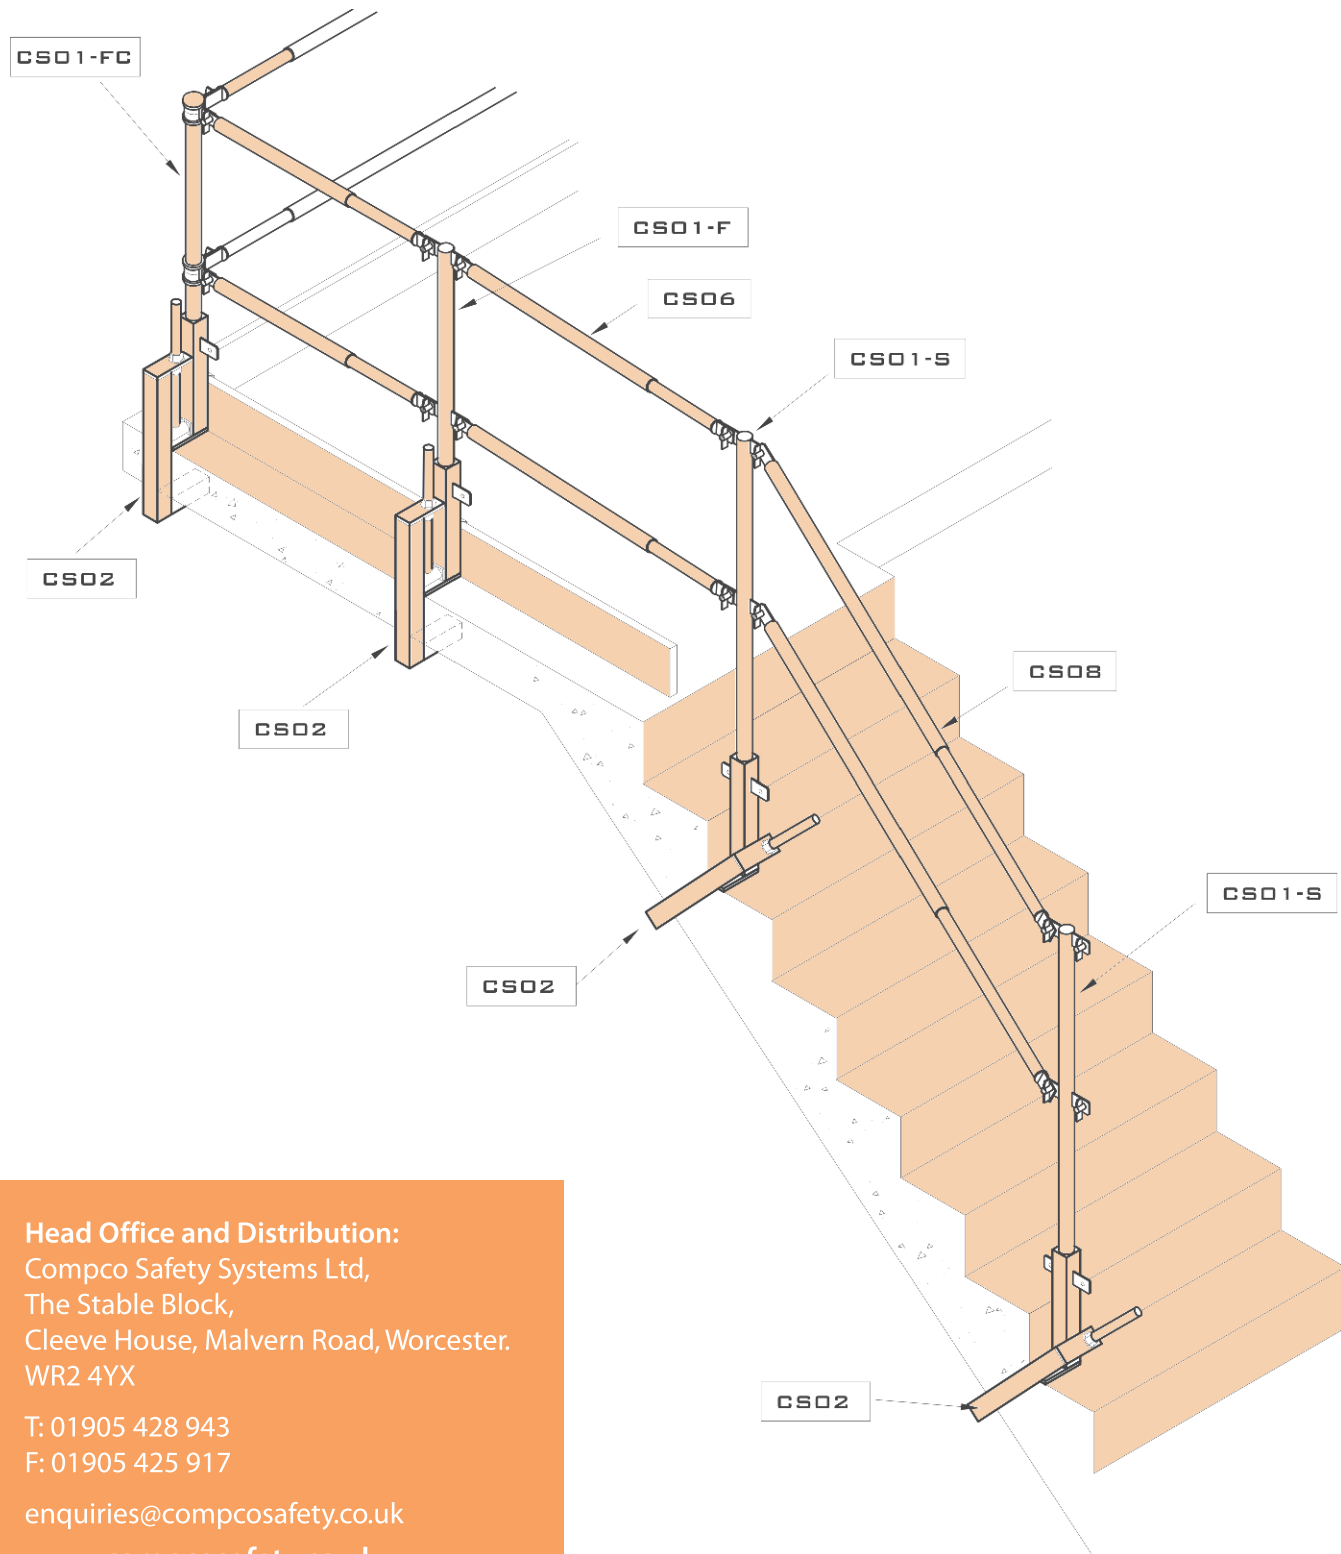 CS01-FC
CS01-F
CS06
CS01-S
CS02
CS08
CS02
CS01-S
CS02
CS02
Head Office and Distribution:
Compco Safety Systems Ltd,
The Stable Block,
Cleeve House, Malvern Road, Worcester.
WR2 4YX
T: 01905 428 943
F: 01905 425 917
enquiries@compcosafety.co.uk